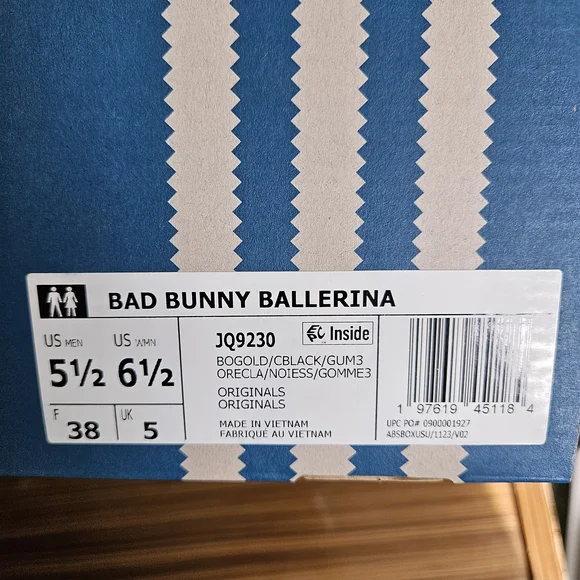 BAD BUNNY BALLERINA
US MEN
5½
US WMN
6½
F
38
UK
5
JQ9230
Inside
BOGOLD/CBLACK/GUM3
ORECLA/NOIESS/GOMME3
ORIGINALS
ORIGINALS
MADE IN VIETNAM
FABRIQUÉ AU VIETNAM
1 97619 45118 4
UPC PO# 0900001927
ABSBOXUSU/1123/V02